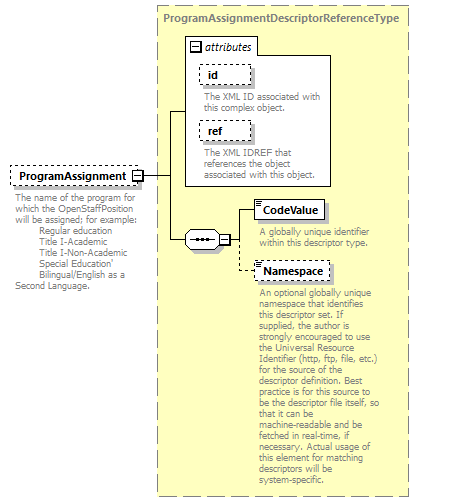 ProgramAssignmentDescriptorReferenceType
attributes
id
The XML ID associated with
this complex object.
ref
The XML IDREF that
references the object
associated with this object.
ProgramAssignment
The name of the program for
which the OpenStaffPosition
will be assigned; for example:
Regular education
Title I-Academic
Title I-Non-Academic
Special Education'
Bilingual/English as a
Second Language.
CodeValue
A globally unique identifier
within this descriptor type.
Namespace
An optional globally unique
namespace that identifies
this descriptor set. If
supplied, the author is
strongly encouraged to use
the Universal Resource
Identifier (http, ftp, file, etc.)
for the source of the
descriptor definition. Best
practice is for this source to
be the descriptor file itself, so
that it can be
machine-readable and be
fetched in real-time, if
necessary. Actual usage of
this element for matching
descriptors will be
system-specific.